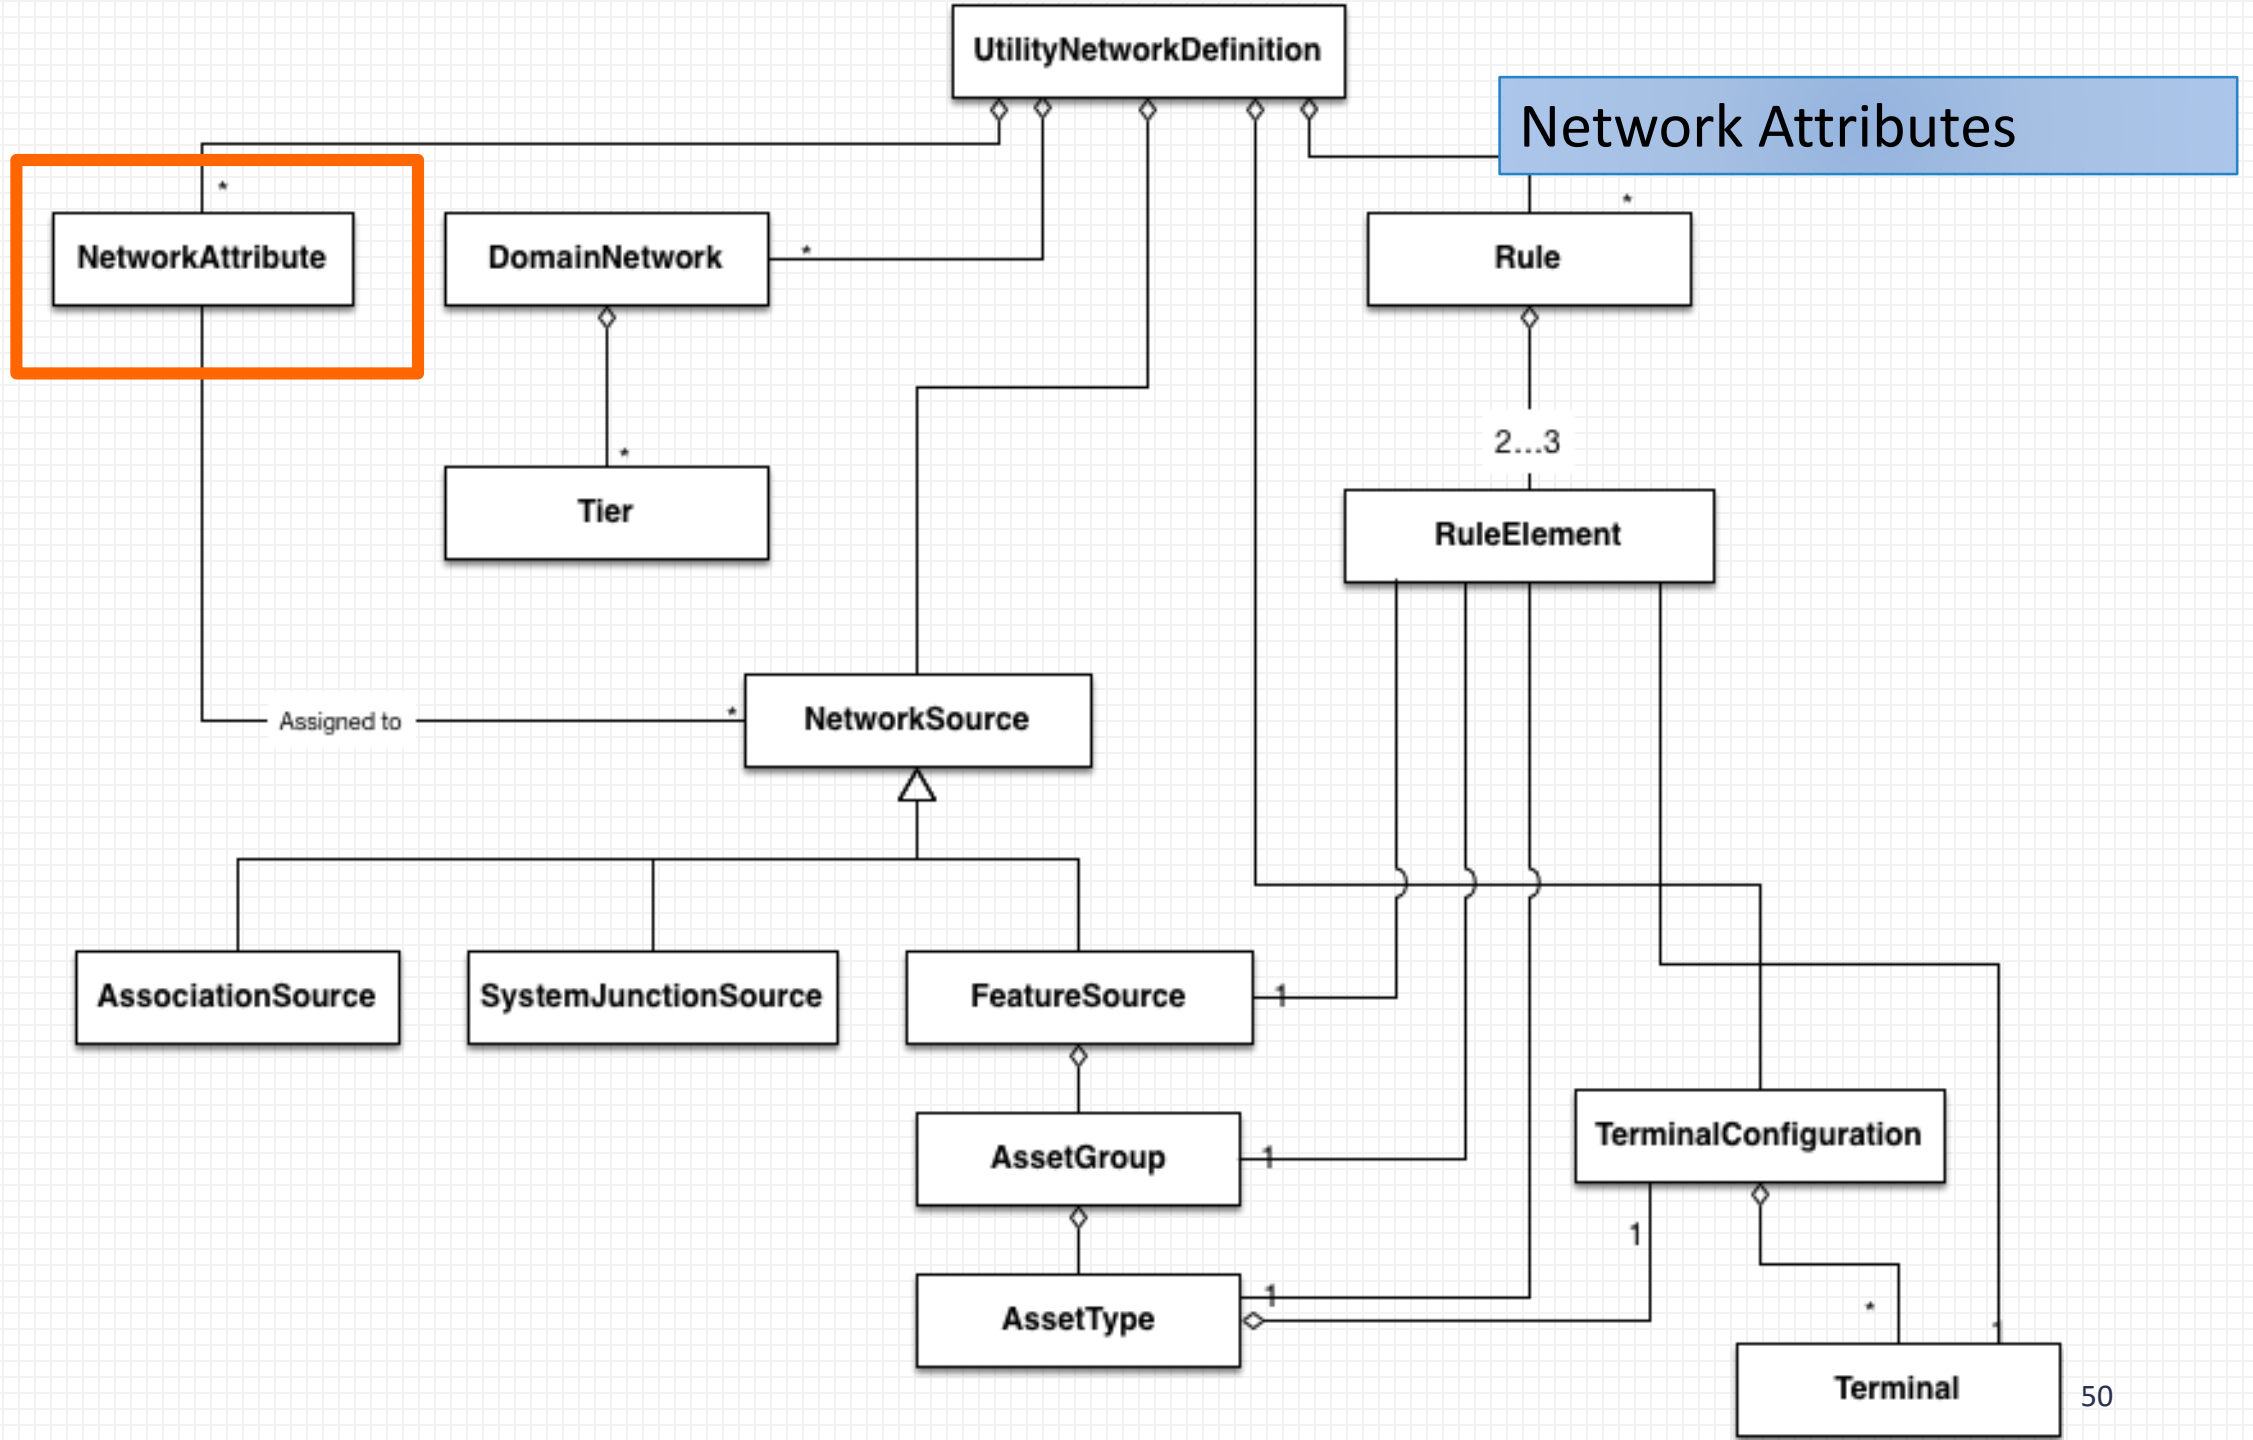 UtilityNetworkDefinition
Network Attributes
*
*
NetworkAttribute
DomainNetwork
*
Rule
2...3
*
Tier
RuleElement
Assigned to
*
NetworkSource
AssociationSource
SystemJunctionSource
FeatureSource
1
AssetGroup
1
TerminalConfiguration
1
1
AssetType
*
1
Terminal
50